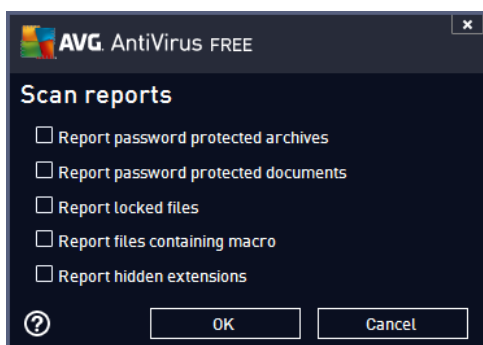 AVG. AntiVirus FREE
x
Scan reports
Report password protected archives
Report password protected documents
Report locked files
Report files containing macro
Report hidden extensions
?
OK
Cancel